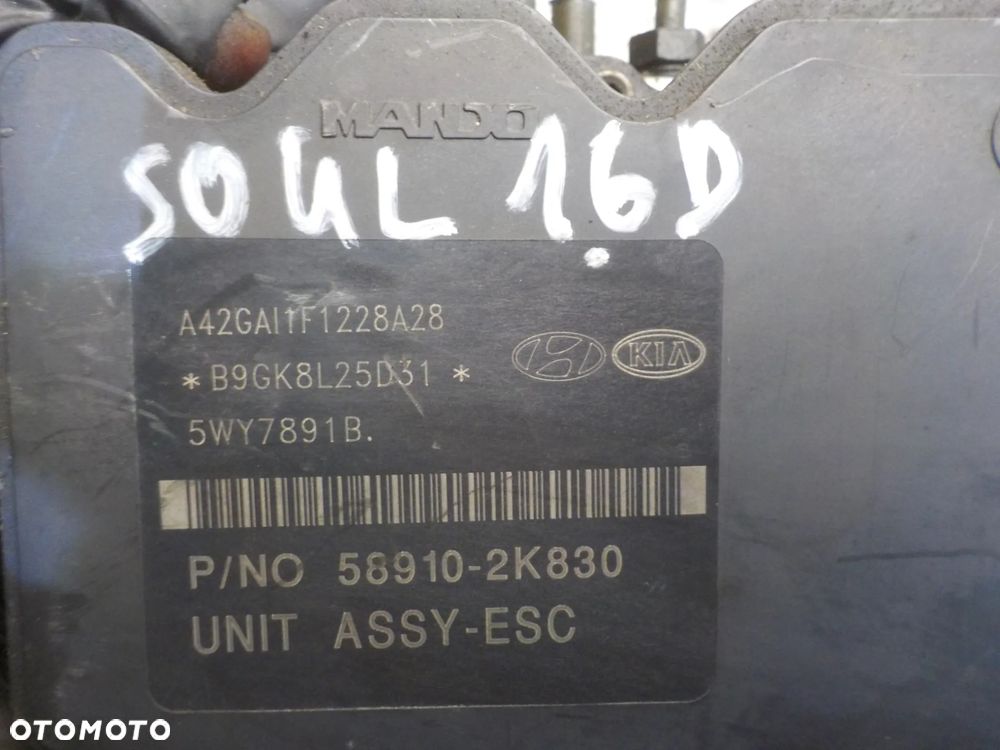 MANDO
SOUL 1.6D
A42GAI1F1228A28
*B9GK8L25D31 *
KIA
5WY7891B.
P/NO 58910-2K830
UNIT ASSY-ESC
OTOMOTO